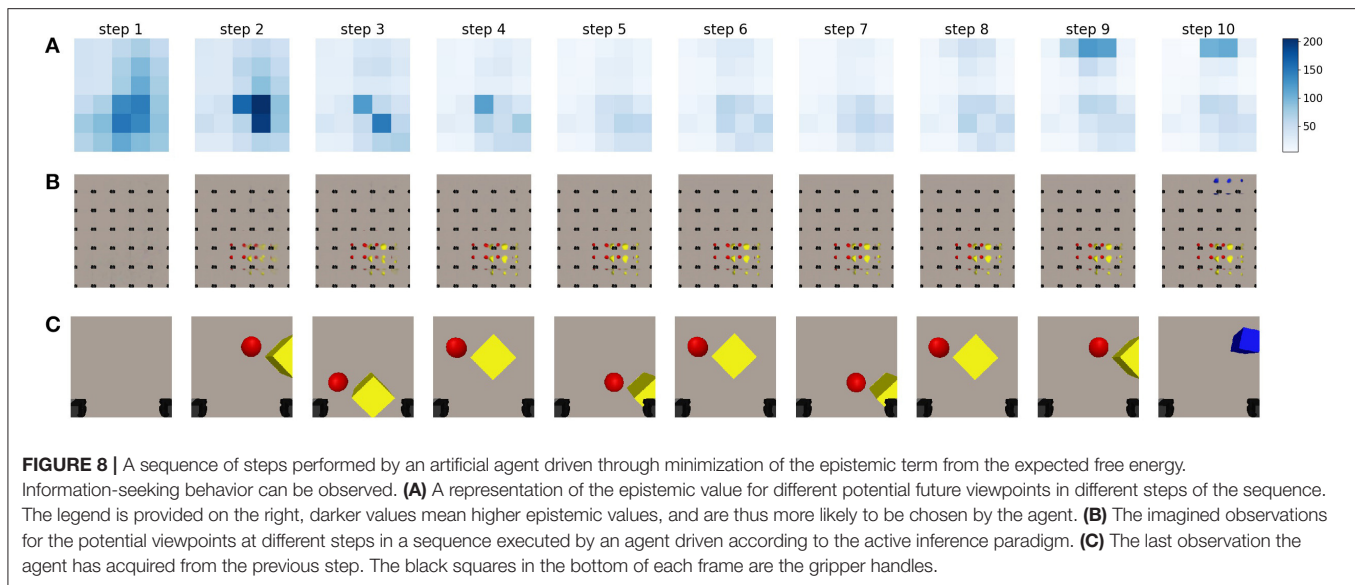 step 1 step 2 step 3 step 4 step 5 step 6 step 7 step 8 step 9 step 10
A
200
150
100
50
B
C
FIGURE 8 | A sequence of steps performed by an artificial agent driven through minimization of the epistemic term from the expected free energy.
Information-seeking behavior can be observed. (A) A representation of the epistemic value for different potential future viewpoints in different steps of the sequence.
The legend is provided on the right, darker values mean higher epistemic values, and are thus more likely to be chosen by the agent. (B) The imagined observations
for the potential viewpoints at different steps in a sequence executed by an agent driven according to the active inference paradigm. (C) The last observation the
agent has acquired from the previous step. The black squares in the bottom of each frame are the gripper handles.